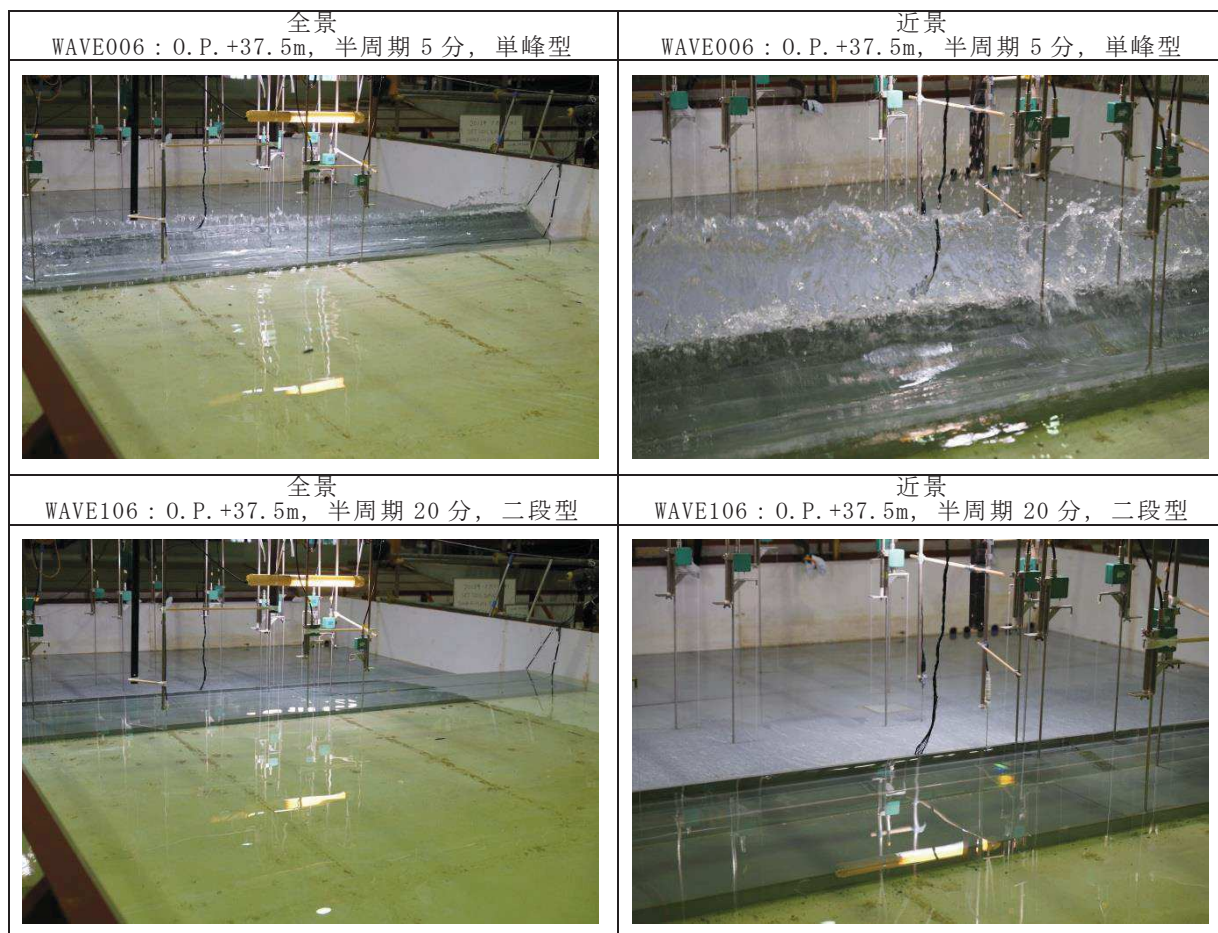 全景
WAVE006：O.P.+37.5m, 半周期 5 分, 単峰型
近景
WAVE006：O.P.+37.5m, 半周期 5 分, 単峰型
全景
WAVE106：O.P.+37.5m, 半周期 20 分, 二段型
近景
WAVE106：O.P.+37.5m, 半周期 20 分, 二段型